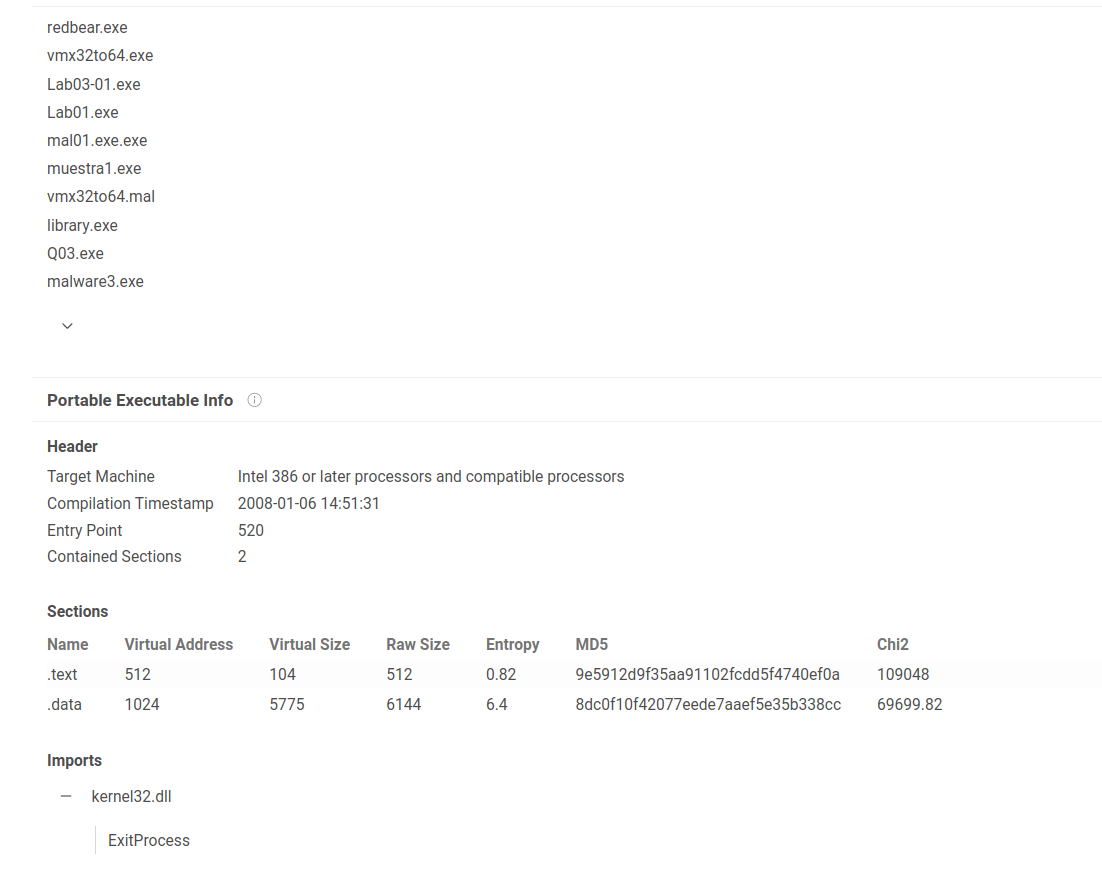 redbear.exe
vmx32to64.exe
Lab03-01.exe
Lab01.exe
mal01.exe.exe
muestra1.exe
vmx32to64.mal
library.exe
Q03.exe
malware3.exe
Portable Executable Info
Header
Target Machine Intel 386 or later processors and compatible processors
Compilation Timestamp 2008-01-06 14:51:31
Entry Point 520
Contained Sections 2
Sections
Name Virtual Address Virtual Size Raw Size Entropy MD5 Chi2
.text 512 104 512 0.82 9e5912d9f35aa91102fcdd5f4740ef0a 109048
.data 1024 5775 6144 6.4 8dc0f10f42077eede7aaef5e35b338cc 69699.82
Imports
kernel32.dll
ExitProcess